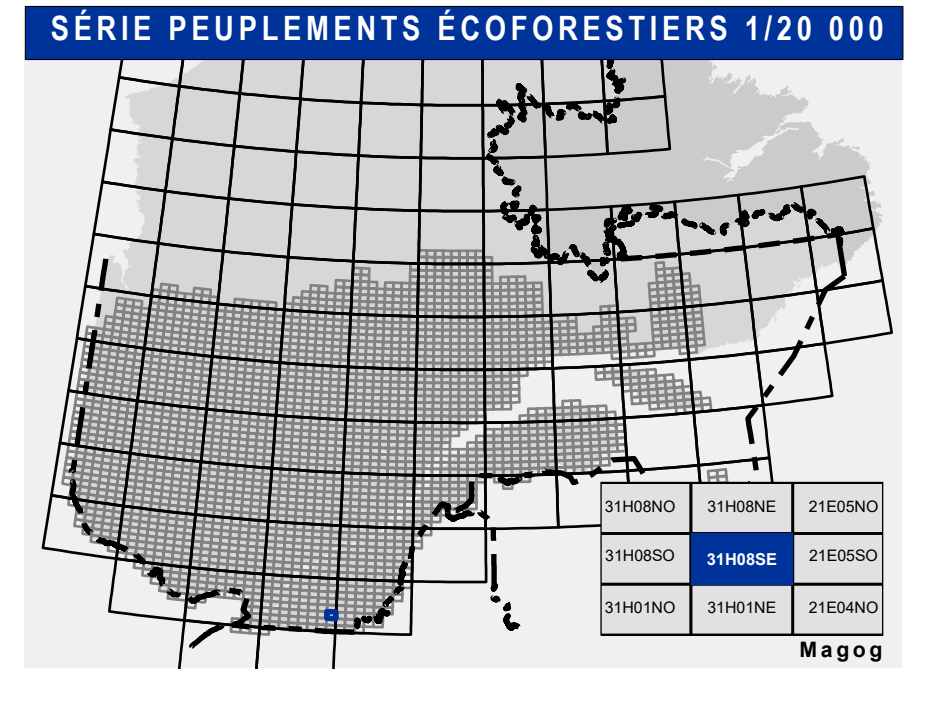 SÉRIE PEUPLEMENTS ÉCOFORESTIERS 1/20 000
31H08NO 31H08NE 21E05NO
31H08SO 31H08SE 21E05SO
31H01NO 31H01NE 21E04NO
Magog